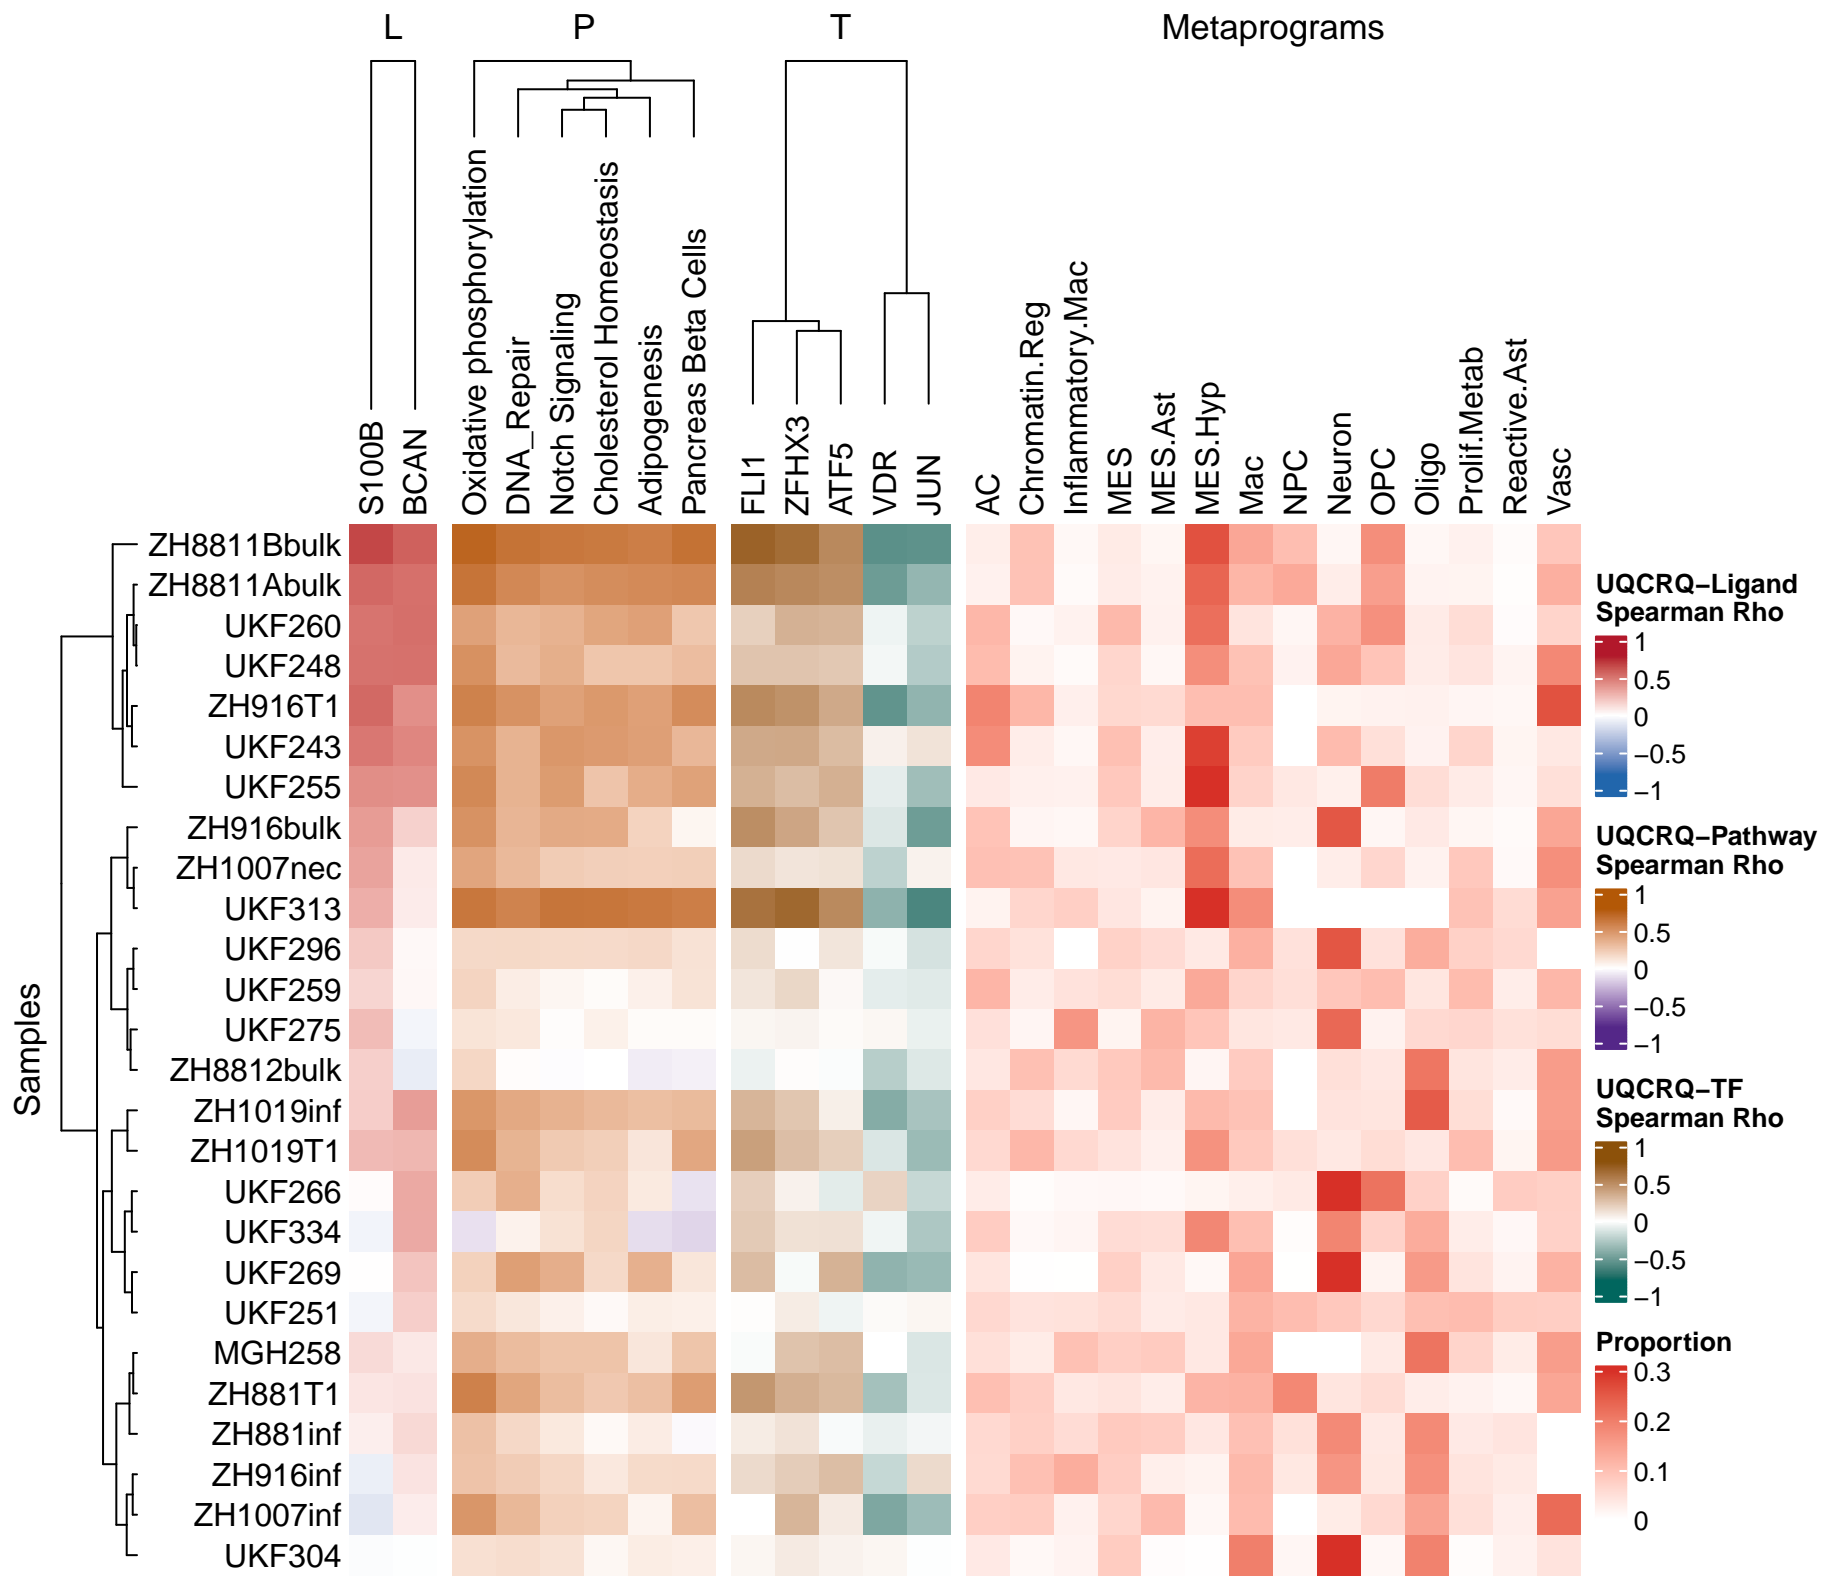 L P T Metaprograms
S100B
BCAN
Oxidative phosphorylation
DNA_Repair
Notch Signaling
Cholesterol Homeostasis
Adipogenesis
Pancreas Beta Cells
FLI1
ZFHX3
ATF5
VDR
JUN
AC
Chromatin.Reg
Inflammatory.Mac
MES
MES.Ast
MES.Hyp
Mac
NPC
Neuron
OPC
Oligo
Prolif.Metab
Reactive.Ast
Vasc
Samples
ZH8811Bbulk
ZH8811Abulk
UKF260
UKF248
ZH916T1
UKF243
UKF255
ZH916bulk
ZH1007nec
UKF313
UKF296
UKF259
UKF275
ZH8812bulk
ZH1019inf
ZH1019T1
UKF266
UKF334
UKF269
UKF251
MGH258
ZH881T1
ZH881inf
ZH916inf
ZH1007inf
UKF304
UQCRQ−Ligand
Spearman Rho
1
0.5
0
−0.5
−1
UQCRQ−Pathway
Spearman Rho
1
0.5
0
−0.5
−1
UQCRQ−TF
Spearman Rho
1
0.5
0
−0.5
−1
Proportion
0.3
0.2
0.1
0